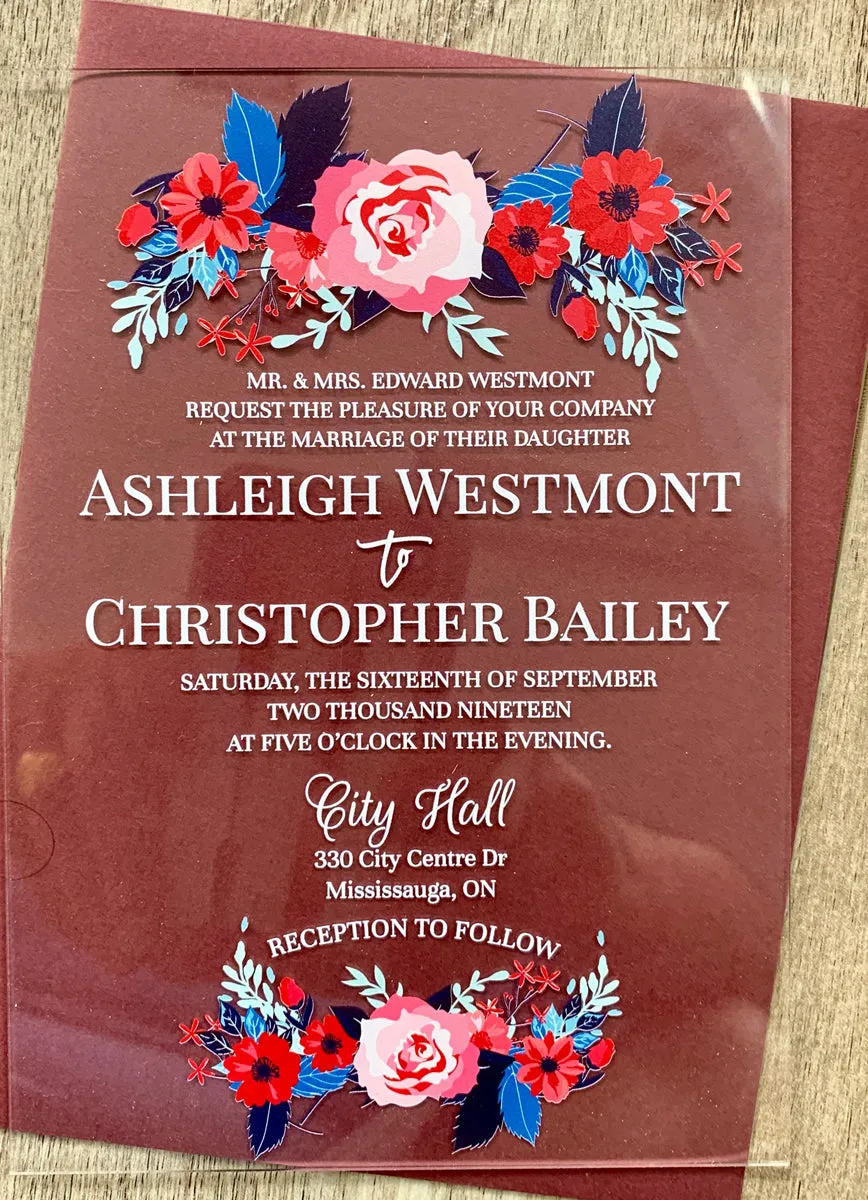 MR. & MRS. EDWARD WESTMONT
REQUEST THE PLEASURE OF YOUR COMPANY
AT THE MARRIAGE OF THEIR DAUGHTER
ASHLEIGH WESTMONT
to
CHRISTOPHER BAILEY
SATURDAY, THE SIXTEENTH OF SEPTEMBER
TWO THOUSAND NINETEEN
AT FIVE O’CLOCK IN THE EVENING.
City Hall
330 City Centre Dr
Mississauga, ON
RECEPTION TO FOLLOW